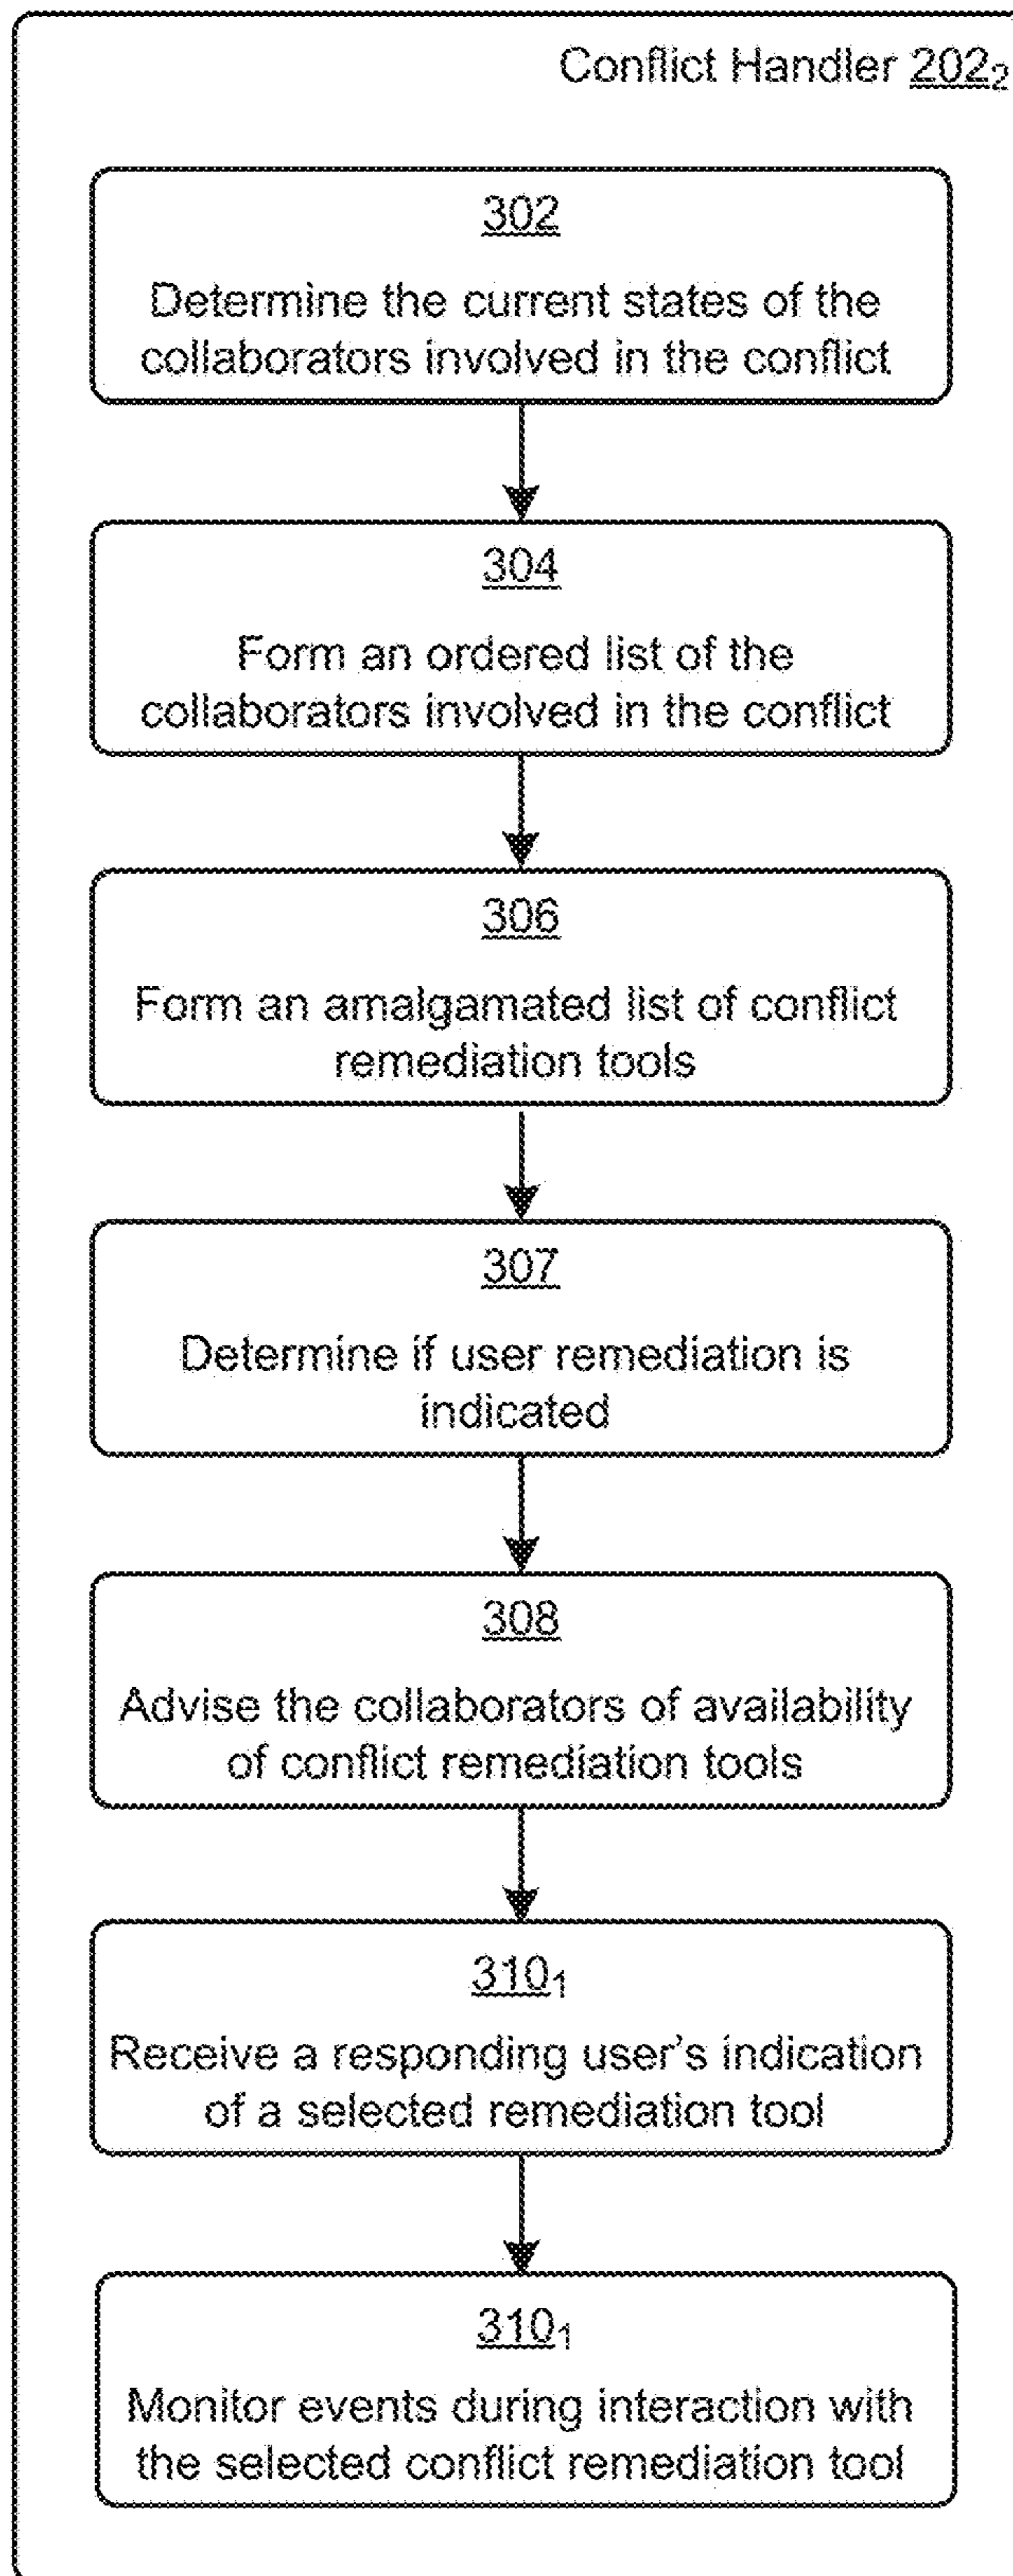 Conflict Handler 202₂
302
Determine the current states of the
collaborators involved in the conflict
304
Form an ordered list of the
collaborators involved in the conflict
306
Form an amalgamated list of conflict
remediation tools
307
Determine if user remediation is
indicated
308
Advise the collaborators of availability
of conflict remediation tools
310₁
Receive a responding user's indication
of a selected remediation tool
310₁
Monitor events during interaction with
the selected conflict remediation tool